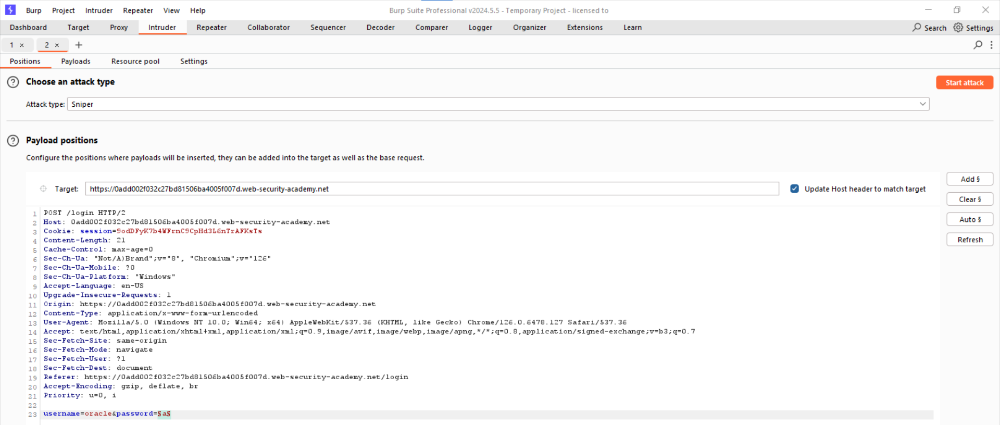 Burp Project Intruder Repeater View Help Burp Suite Professional v2024.5.5 - Temporary Project - licensed to
Dashboard Target Proxy Intruder Repeater Collaborator Sequencer Decoder Comparer Logger Organizer Extensions Learn Search Settings
1 × 2 × +
Positions Payloads Resource pool Settings
? Choose an attack type Start attack
Attack type: Sniper
? Payload positions
Configure the positions where payloads will be inserted, they can be added into the target as well as the base request.
Target: https://0add002f032c27bd81506ba4005f007d.web-security-academy.net Update Host header to match target
Add §
Clear §
Auto §
Refresh
1 POST /login HTTP/2
2 Host: 0add002f032c27bd81506ba4005f007d.web-security-academy.net
3 Cookie: session=9odDFyK7b4WFrnC9CpHd3L6nTrAFKsTs
4 Content-Length: 21
5 Cache-Control: max-age=0
6 Sec-Ch-Ua: "Not/A)Brand";v="8", "Chromium";v="126"
7 Sec-Ch-Ua-Mobile: ?0
8 Sec-Ch-Ua-Platform: "Windows"
9 Accept-Language: en-US
10 Upgrade-Insecure-Requests: 1
11 Origin: https://0add002f032c27bd81506ba4005f007d.web-security-academy.net
12 Content-Type: application/x-www-form-urlencoded
13 User-Agent: Mozilla/5.0 (Windows NT 10.0; Win64; x64) AppleWebKit/537.36 (KHTML, like Gecko) Chrome/126.0.6478.127 Safari/537.36
14 Accept: text/html,application/xhtml+xml,application/xml;q=0.9,image/avif,image/webp,image/apng,*/*;q=0.8,application/signed-exchange;v=b3;q=0.7
15 Sec-Fetch-Site: same-origin
16 Sec-Fetch-Mode: navigate
17 Sec-Fetch-User: ?1
18 Sec-Fetch-Dest: document
19 Referer: https://0add002f032c27bd81506ba4005f007d.web-security-academy.net/login
20 Accept-Encoding: gzip, deflate, br
21 Priority: u=0, i
22
23 username=oracle&password=§a§